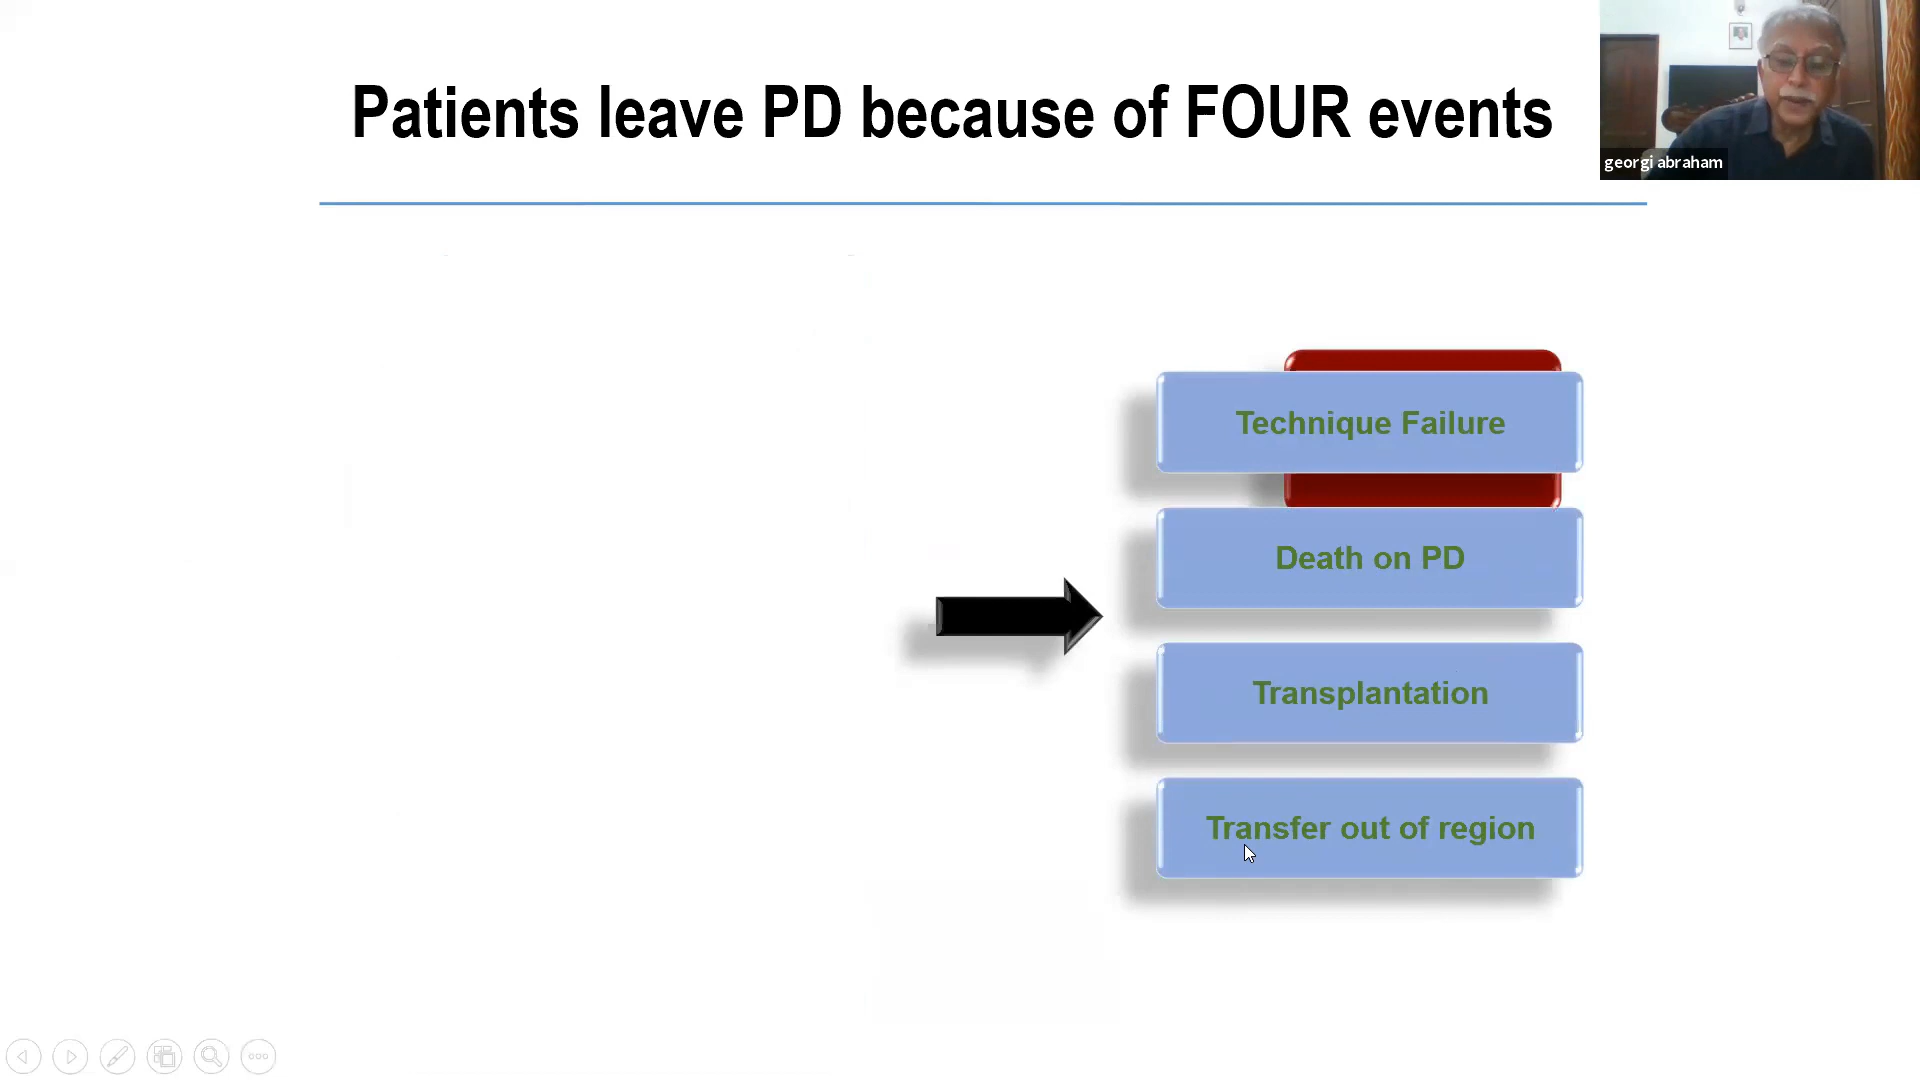 Patients leave PD because of FOUR events
georgi abraham
Technique Failure
Death on PD
Transplantation
Transfer out of region